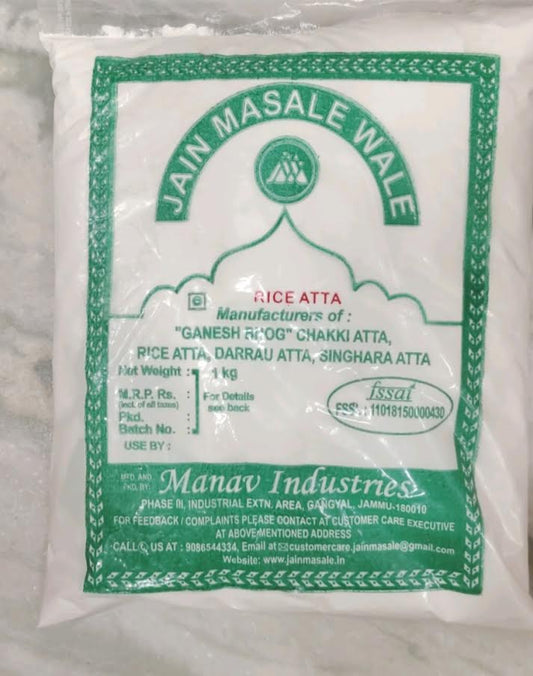 JAIN MASALE WALE
RICE ATTA
Manufacturers of :
"GANESH BHOG" CHAKKI ATTA,
RICE ATTA, DARRAU ATTA, SINGHARA ATTA
Net Weight : 1 kg
M.R.P. Rs. :
(incl. of all taxes)
Pkd. :
Batch No. :
For Details
see back
USE BY :
fssai
11018150000430
MFD. AND
PKD. BY:
Manav Industries
PHASE III, INDUSTRIAL EXTN. AREA, GANGYAL, JAMMU-180010
FOR FEEDBACK / COMPLAINTS PLEASE CONTACT AT CUSTOMER CARE EXECUTIVE
AT ABOVE MENTIONED ADDRESS
CALL US AT : 9086544334, Email at customercare.jainmasale@gmail.com
Website: www.jainmasale.in